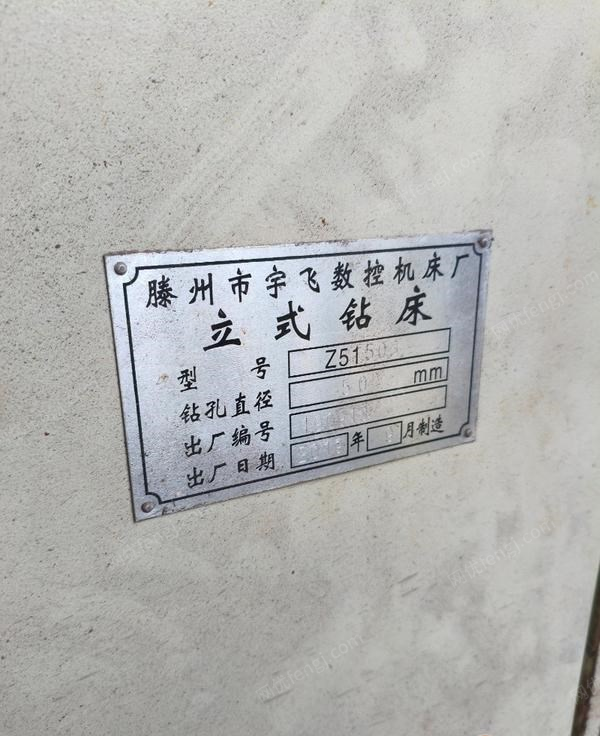 滕州市宇飞数控机床厂
立式钻床
型号 Z5150
钻孔直径 50 mm
出厂编号
出厂日期 年 月制造